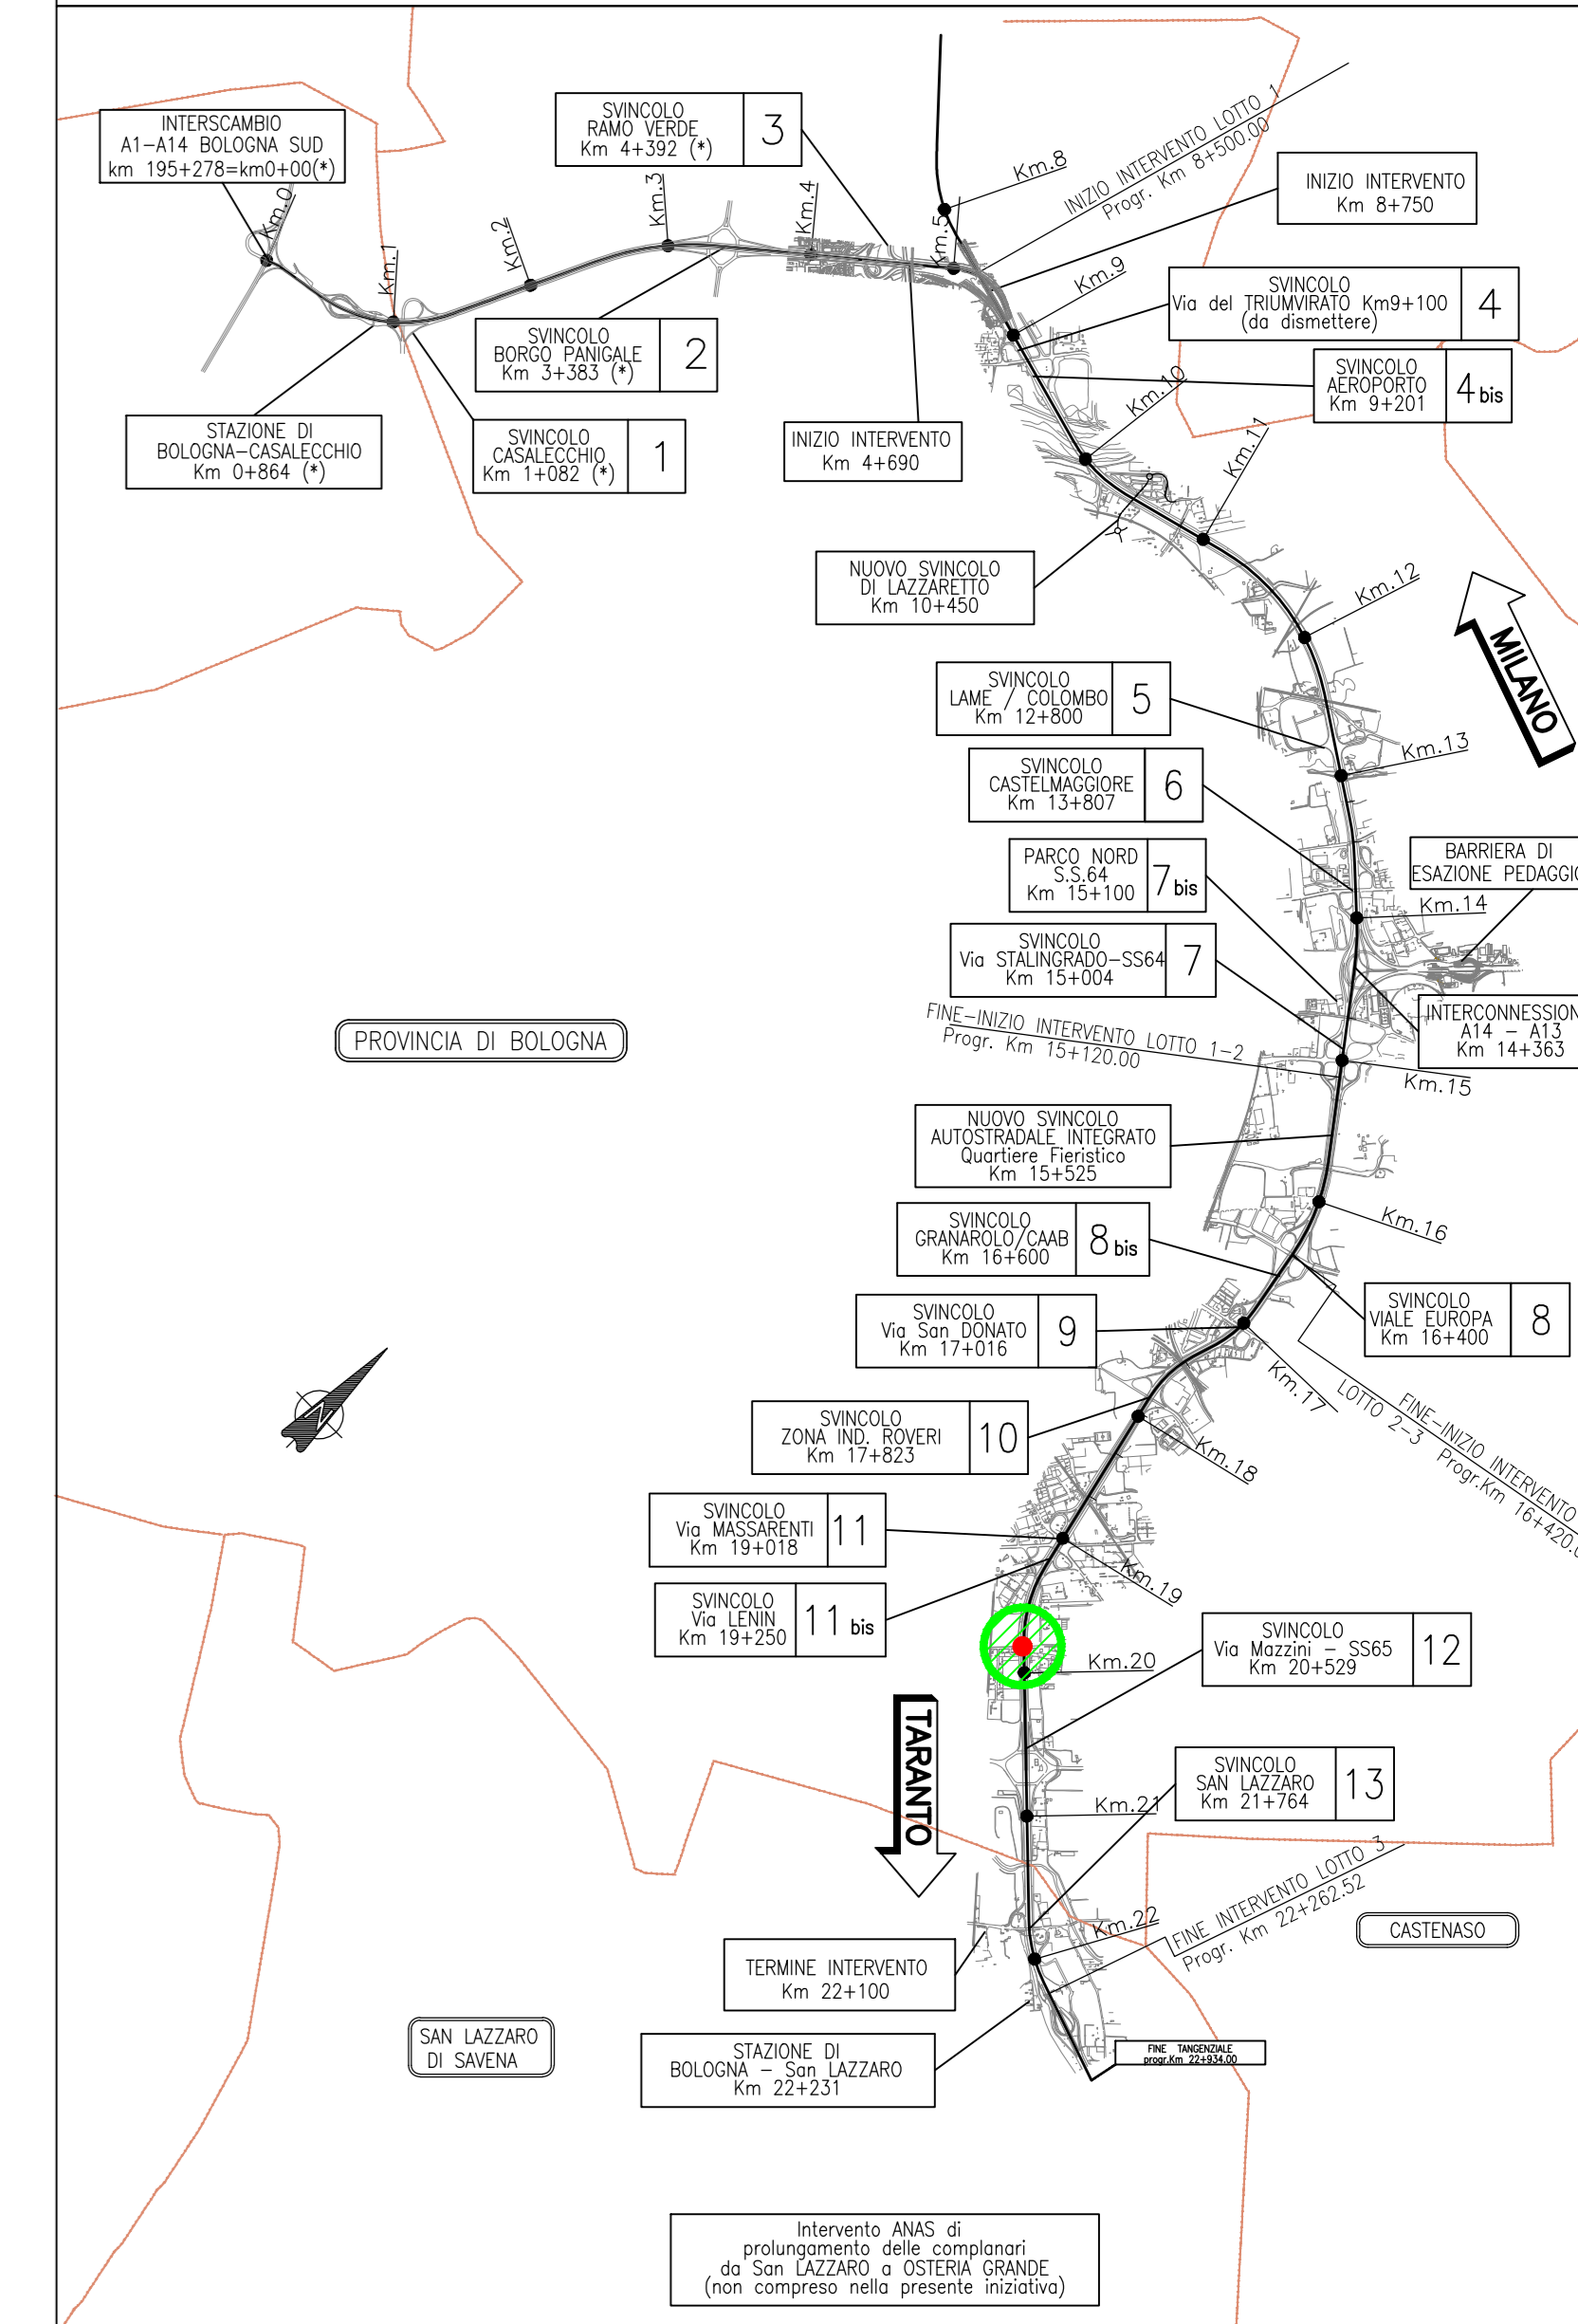 INTERSCAMBIO
A1-A14 BOLOGNA SUD
km 195+278=km0+00(*)
SVINCOLO
RAMO VERDE
Km 4+392 (*)
3
Km.0
Km.1
Km.2
Km.3
Km.4
Km.5
Km.8
INIZIO INTERVENTO LOTTO 1
Progr. Km 8+500.00
INIZIO INTERVENTO
Km 8+750
Km.9
SVINCOLO
Via del TRIUMVIRATO Km9+100
(da dismettere)
4
SVINCOLO
BORGO PANIGALE
Km 3+383 (*)
2
SVINCOLO
AEROPORTO
Km 9+201
4 bis
Km.10
STAZIONE DI
BOLOGNA-CASALECCHIO
Km 0+864 (*)
SVINCOLO
CASALECCHIO
Km 1+082 (*)
1
INIZIO INTERVENTO
Km 4+690
Km.11
NUOVO SVINCOLO
DI LAZZARETTO
Km 10+450
Km.12
MILANO
SVINCOLO
LAME / COLOMBO
Km 12+800
5
Km.13
SVINCOLO
CASTELMAGGIORE
Km 13+807
6
PARCO NORD
S.S.64
Km 15+100
7 bis
BARRIERA DI
ESAZIONE PEDAGGIO
Km.14
SVINCOLO
Via STALINGRADO-SS64
Km 15+004
7
INTERCONNESSION
A14 - A13
Km 14+363
FINE-INIZIO INTERVENTO LOTTO 1-2
Progr. Km 15+120.00
PROVINCIA DI BOLOGNA
Km.15
NUOVO SVINCOLO
AUTOSTRADALE INTEGRATO
Quartiere Fieristico
Km 15+525
Km.16
SVINCOLO
GRANAROLO/CAAB
Km 16+600
8 bis
SVINCOLO
VIALE EUROPA
Km 16+400
8
SVINCOLO
Via San DONATO
Km 17+016
9
Km.17
FINE-INIZIO INTERVENTO
LOTTO 2-3 Progr.Km 16+420.0
N
SVINCOLO
ZONA IND. ROVERI
Km 17+823
10
Km.18
SVINCOLO
Via MASSARENTI
Km 19+018
11
Km.19
SVINCOLO
Via LENIN
Km 19+250
11 bis
SVINCOLO
Via Mazzini - SS65
Km 20+529
12
Km.20
TARANTO
SVINCOLO
SAN LAZZARO
Km 21+764
13
Km.21
FINE INTERVENTO LOTTO 3
Progr. Km 22+262.52
Km.22
CASTENASO
TERMINE INTERVENTO
Km 22+100
SAN LAZZARO
DI SAVENA
STAZIONE DI
BOLOGNA - San LAZZARO
Km 22+231
FINE TANGENZIALE
progr.Km 22+934.00
Intervento ANAS di
prolungamento delle complanari
da San LAZZARO a OSTERIA GRANDE
(non compreso nella presente iniziativa)